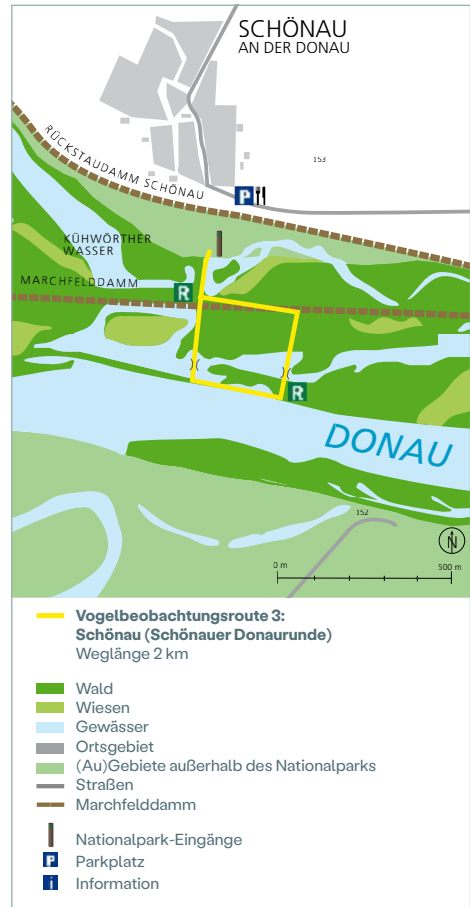 SCHÖNAU
AN DER DONAU
RÜCKSTAUDAMM SCHÖNAU
153
P
KÜHWÖRTHER
WASSER
MARCHFELDDAMM
R
R
DONAU
152
N
0 m
500 m
Vogelbeobachtungsroute 3:
Schönau (Schönauer Donaurunde)
Weglänge 2 km
Wald
Wiesen
Gewässer
Ortsgebiet
(Au)Gebiete außerhalb des Nationalparks
Straßen
Marchfelddamm
Nationalpark-Eingänge
P Parkplatz
i Information